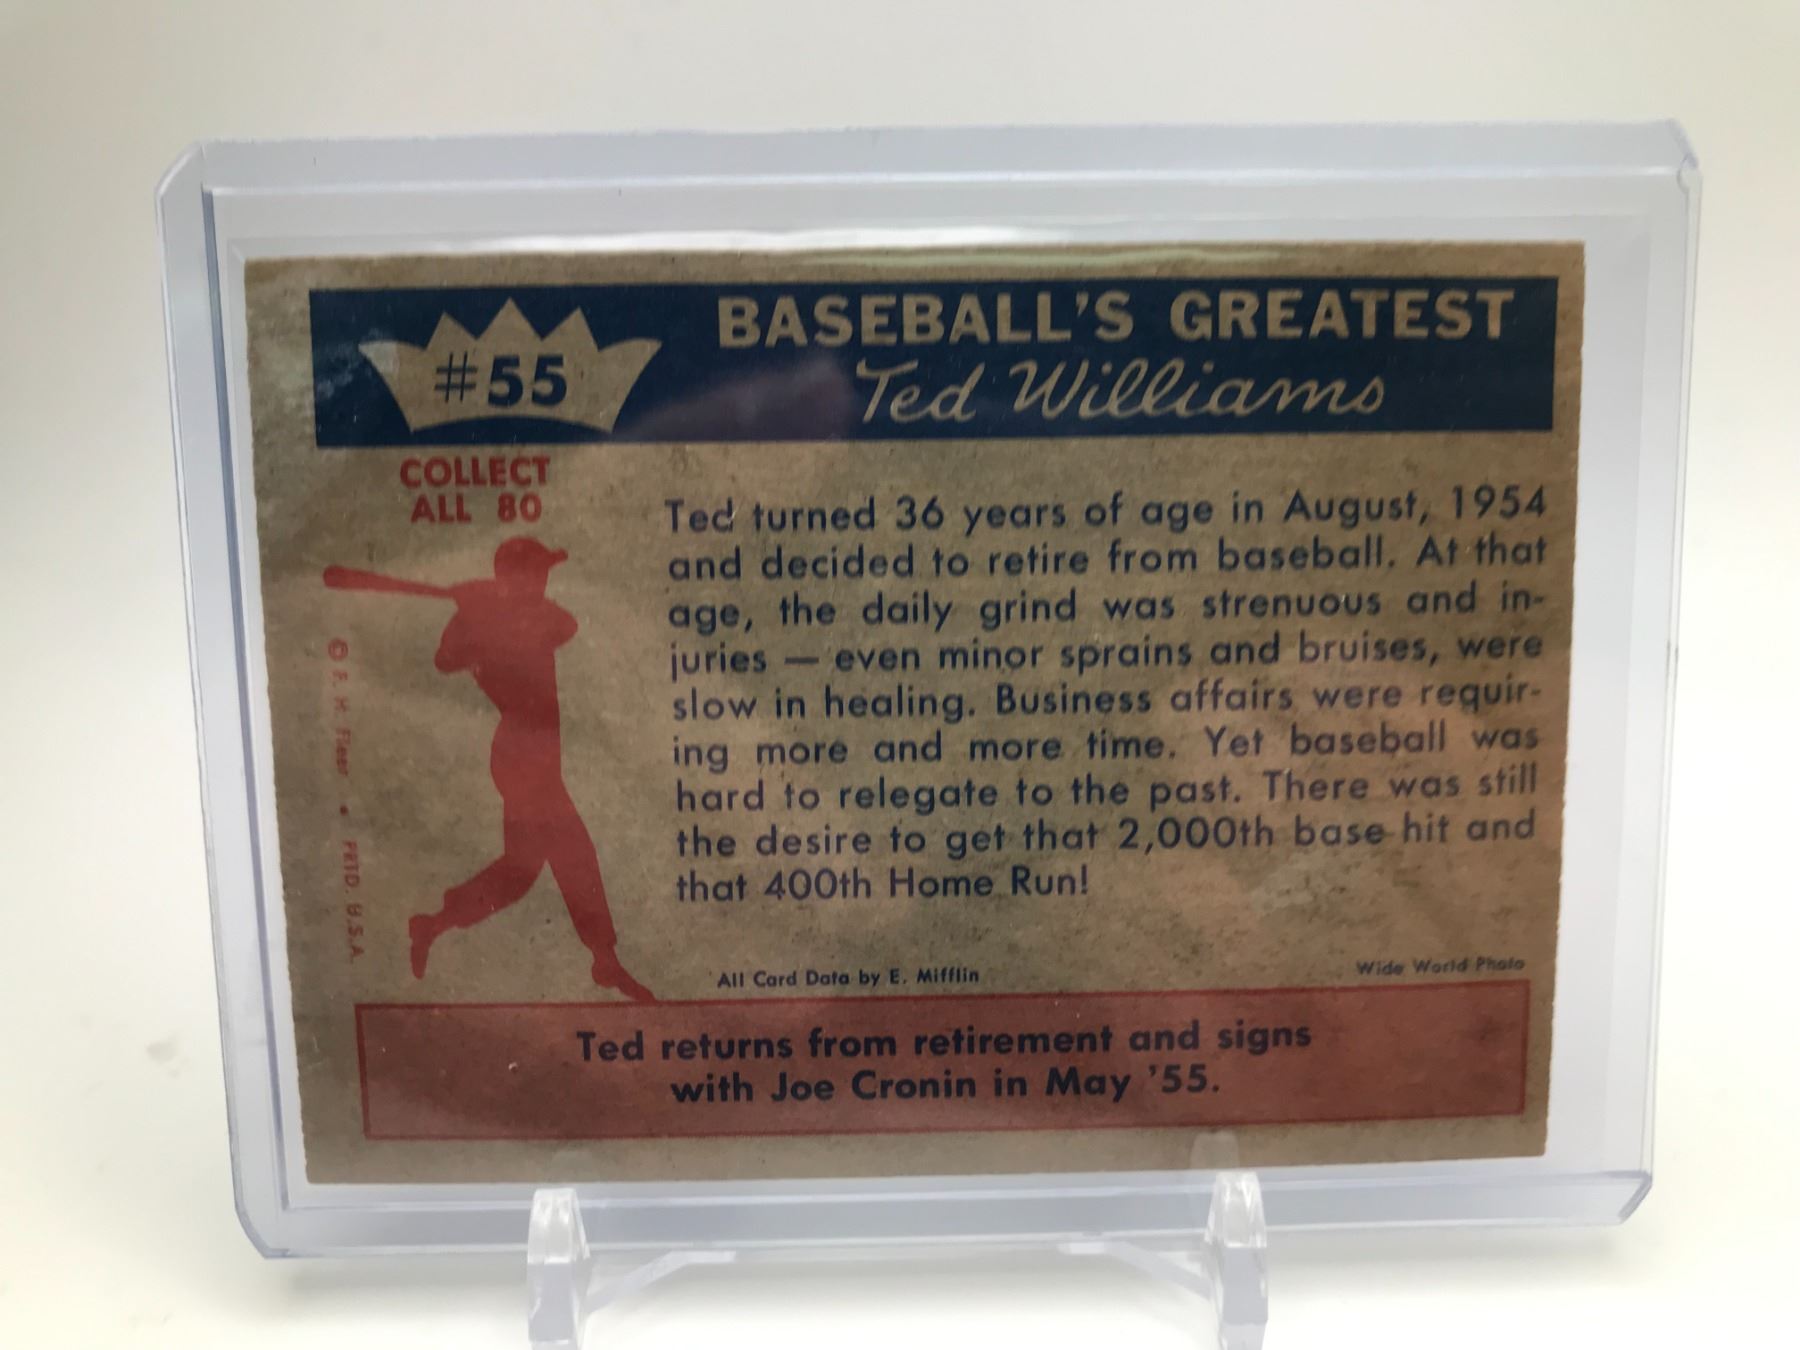 #55
BASEBALL'S GREATEST
Ted Williams
COLLECT
ALL 80
Ted turned 36 years of age in August, 1954
and decided to retire from baseball. At that
age, the daily grind was strenuous and in-
juries — even minor sprains and bruises, were
slow in healing. Business affairs were requir-
ing more and more time. Yet baseball was
hard to relegate to the past. There was still
the desire to get that 2,000th base hit and
that 400th Home Run!
© F. H. Fleer • PRTD. U.S.A.
All Card Data by E. Mifflin
Wide World Photo
Ted returns from retirement and signs
with Joe Cronin in May '55.